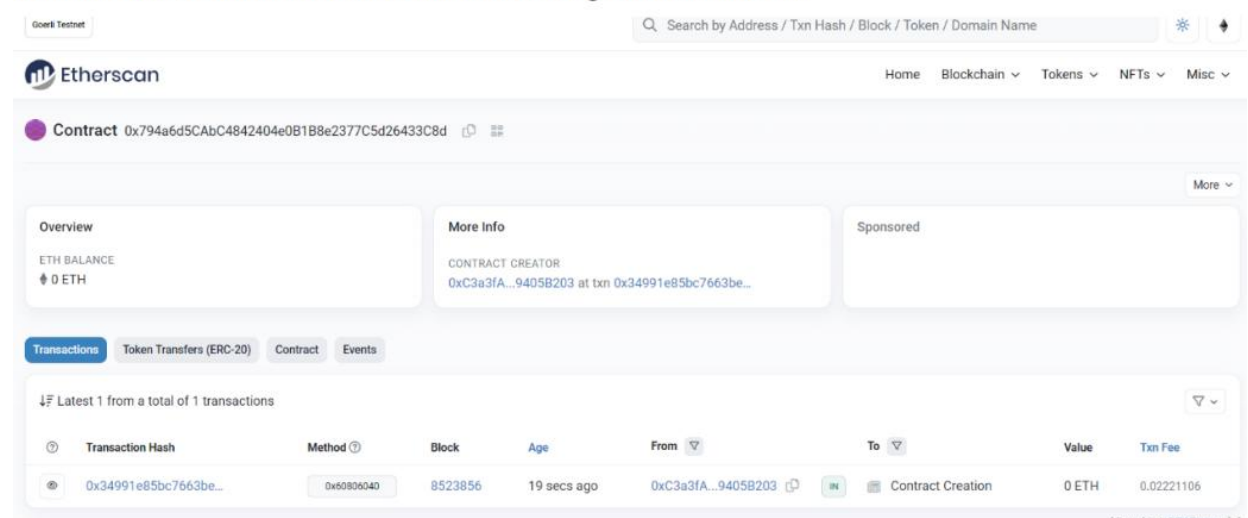 Goerli Testnet
Search by Address / Txn Hash / Block / Token / Domain Name
Etherscan
Home Blockchain Tokens NFTs Misc
Contract 0x794a6d5CAbC4842404e0B1B8e2377C5d26433C8d
More
Overview
ETH BALANCE
0 ETH
More Info
CONTRACT CREATOR
0xC3a3fA...9405B203 at txn 0x34991e85bc7663be...
Sponsored
Transactions Token Transfers (ERC-20) Contract Events
Latest 1 from a total of 1 transactions
Transaction Hash Method Block Age From To Value Txn Fee
0x34991e85bc7663be... 0x60806040 8523856 19 secs ago 0xC3a3fA...9405B203 IN Contract Creation 0 ETH 0.02221106